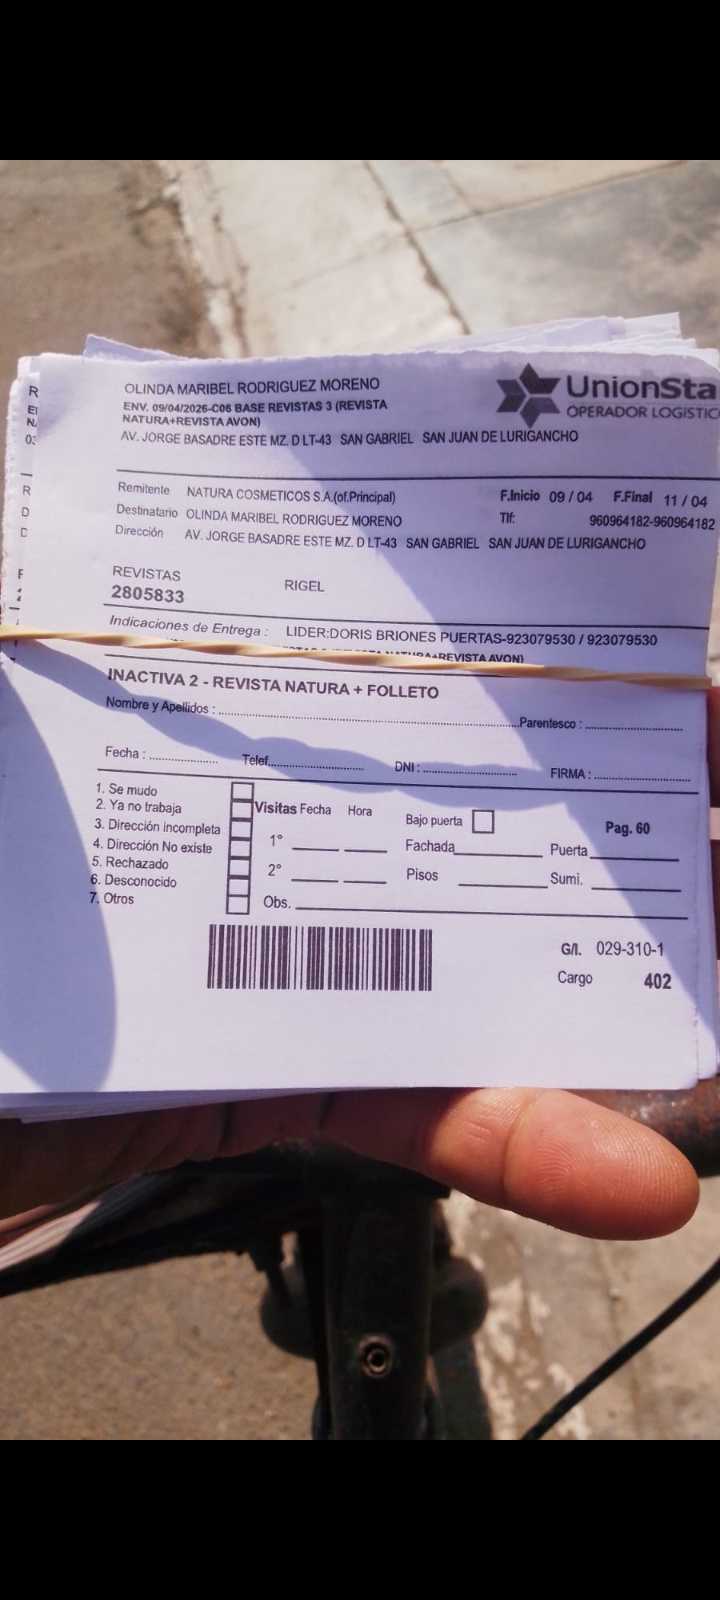 OLINDA MARIBEL RODRIGUEZ MORENO
ENV. 09/04/2026-C06 BASE REVISTAS 3 (REVISTA
NATURA+REVISTA AVON)
AV. JORGE BASADRE ESTE MZ. D LT-43 SAN GABRIEL SAN JUAN DE LURIGANCHO
UnionSta
OPERADOR LOGÍSTICO
Remitente NATURA COSMETICOS S.A.(of.Principal) F.Inicio 09 / 04 F.Final 11 / 04
Destinatario OLINDA MARIBEL RODRIGUEZ MORENO Tlf: 960964182-960964182
Dirección AV. JORGE BASADRE ESTE MZ. D LT-43 SAN GABRIEL SAN JUAN DE LURIGANCHO
REVISTAS RIGEL
2805833
Indicaciones de Entrega : LIDER:DORIS BRIONES PUERTAS-923079530 / 923079530
REVISTA AVON)
INACTIVA 2 - REVISTA NATURA + FOLLETO
Nombre y Apellidos : Parentesco :
Fecha : Telef. DNI : FIRMA :
1. Se mudo
2. Ya no trabaja
3. Dirección incompleta
4. Dirección No existe
5. Rechazado
6. Desconocido
7. Otros
Visitas Fecha Hora Bajo puerta Pag. 60
1° Fachada Puerta
2° Pisos Sumi.
Obs.
G/I. 029-310-1
Cargo 402